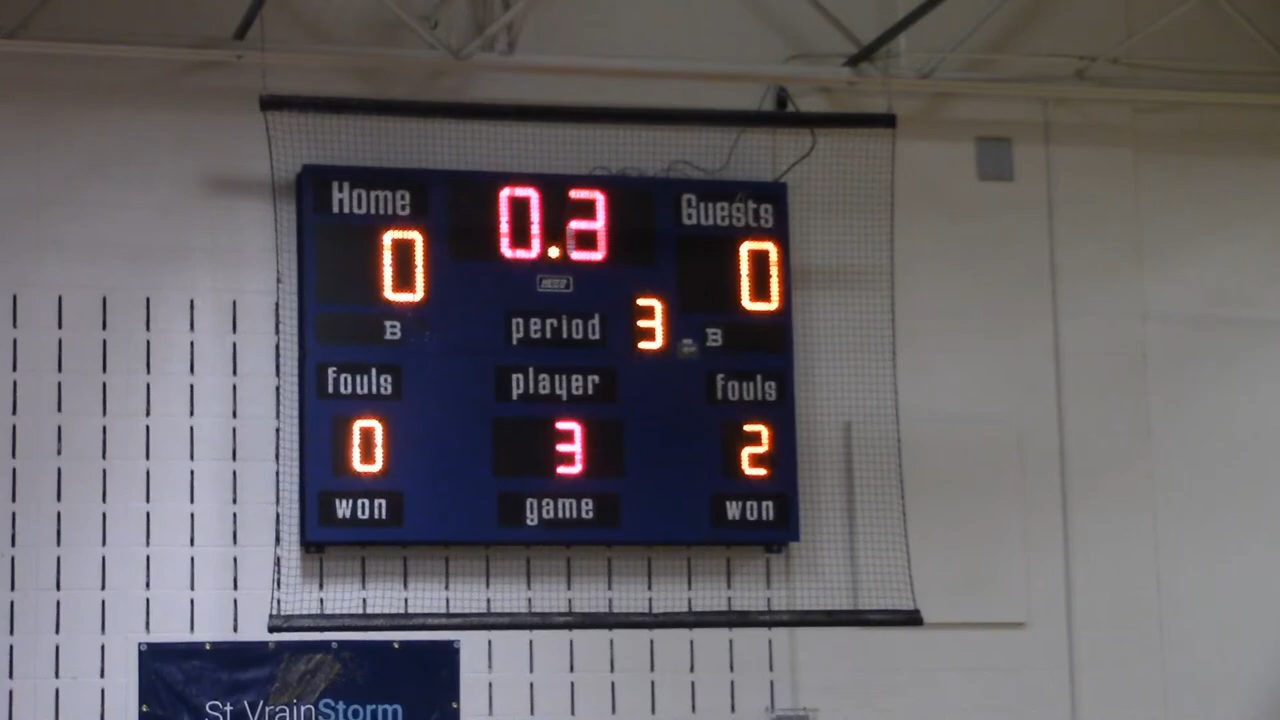 Home 0.3 Guests
0 0
B period 3 B
fouls player fouls
0 3 2
won game won
St VrainStorm